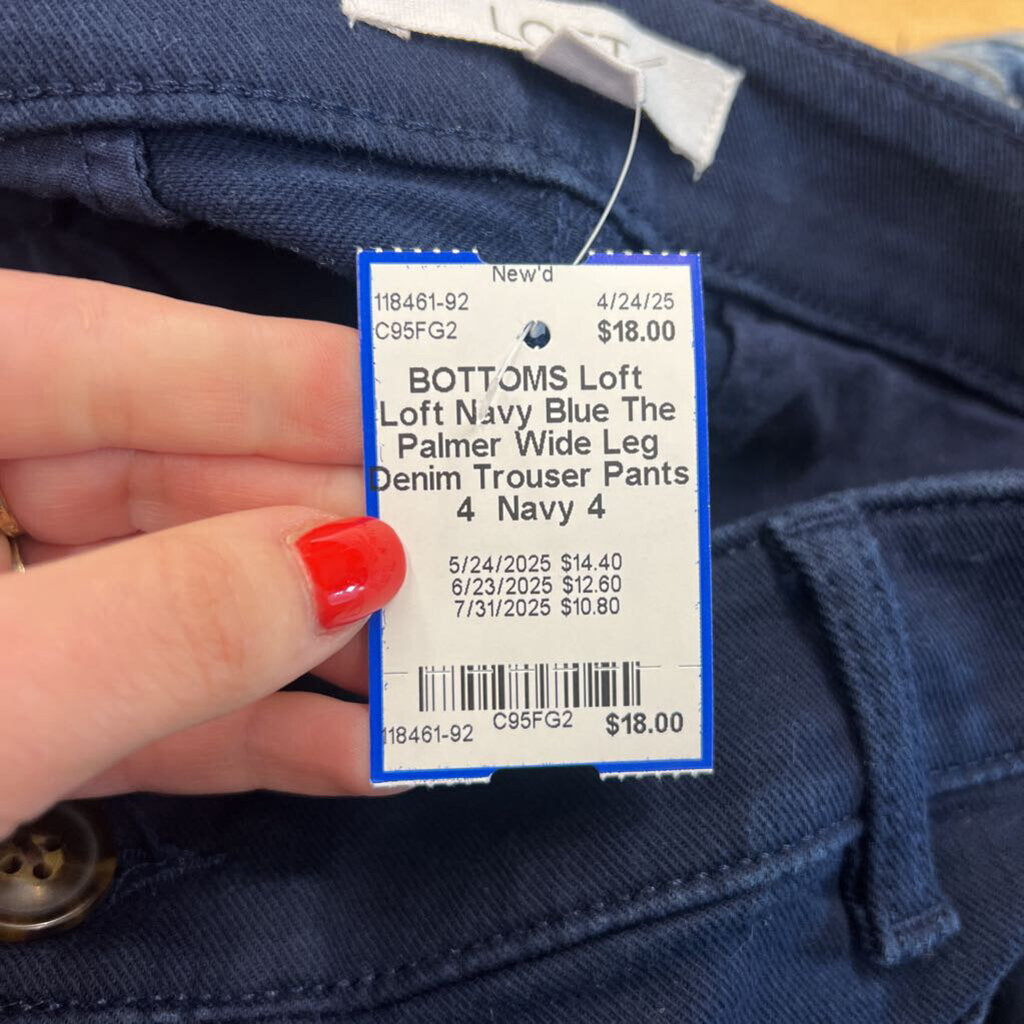 LOFT
New'd
118461-92 4/24/25
C95FG2 $18.00
BOTTOMS Loft
Loft Navy Blue The
Palmer Wide Leg
Denim Trouser Pants
4 Navy 4
5/24/2025 $14.40
6/23/2025 $12.60
7/31/2025 $10.80
118461-92 C95FG2 $18.00